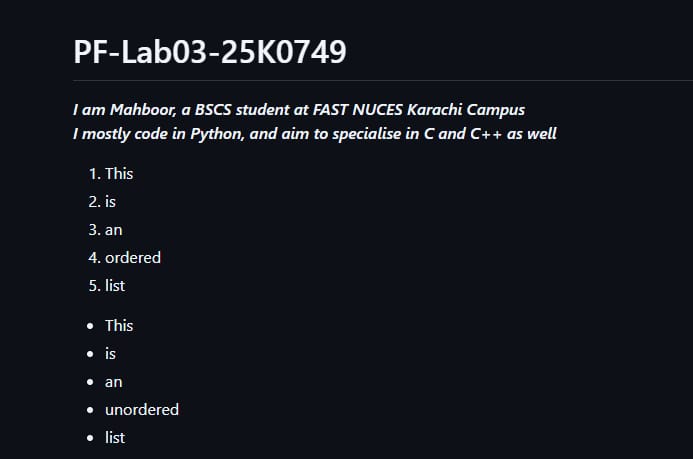 PF-Lab03-25K0749
I am Mahboor, a BSCS student at FAST NUCES Karachi Campus
I mostly code in Python, and aim to specialise in C and C++ as well
1. This
2. is
3. an
4. ordered
5. list
• This
• is
• an
• unordered
• list